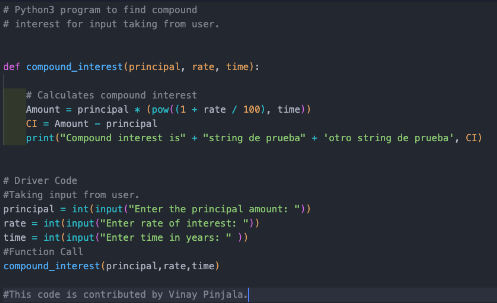 # Python3 program to find compound
# interest for input taking from user.
def compound_interest(principal, rate, time):
# Calculates compound interest
Amount = principal * (pow((1 + rate / 100), time))
CI = Amount - principal
print("Compound interest is" + "string de prueba" + 'otro string de prueba', CI)
# Driver Code
#Taking input from user.
principal = int(input("Enter the principal amount: "))
rate = int(input("Enter rate of interest: "))
time = int(input("Enter time in years: " ))
#Function Call
compound_interest(principal,rate,time)
#This code is contributed by Vinay Pinjala.